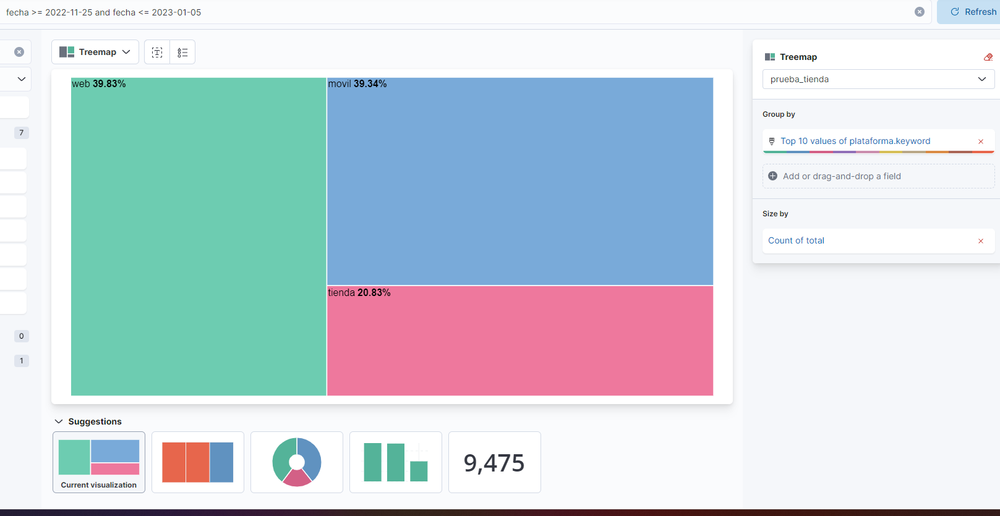 fecha >= 2022-11-25 and fecha <= 2023-01-05
Refresh
Treemap
7
0
1
web 39.83%
movil 39.34%
tienda 20.83%
Suggestions
Current visualization
9,475
Treemap
prueba_tienda
Group by
Top 10 values of plataforma.keyword
Add or drag-and-drop a field
Size by
Count of total